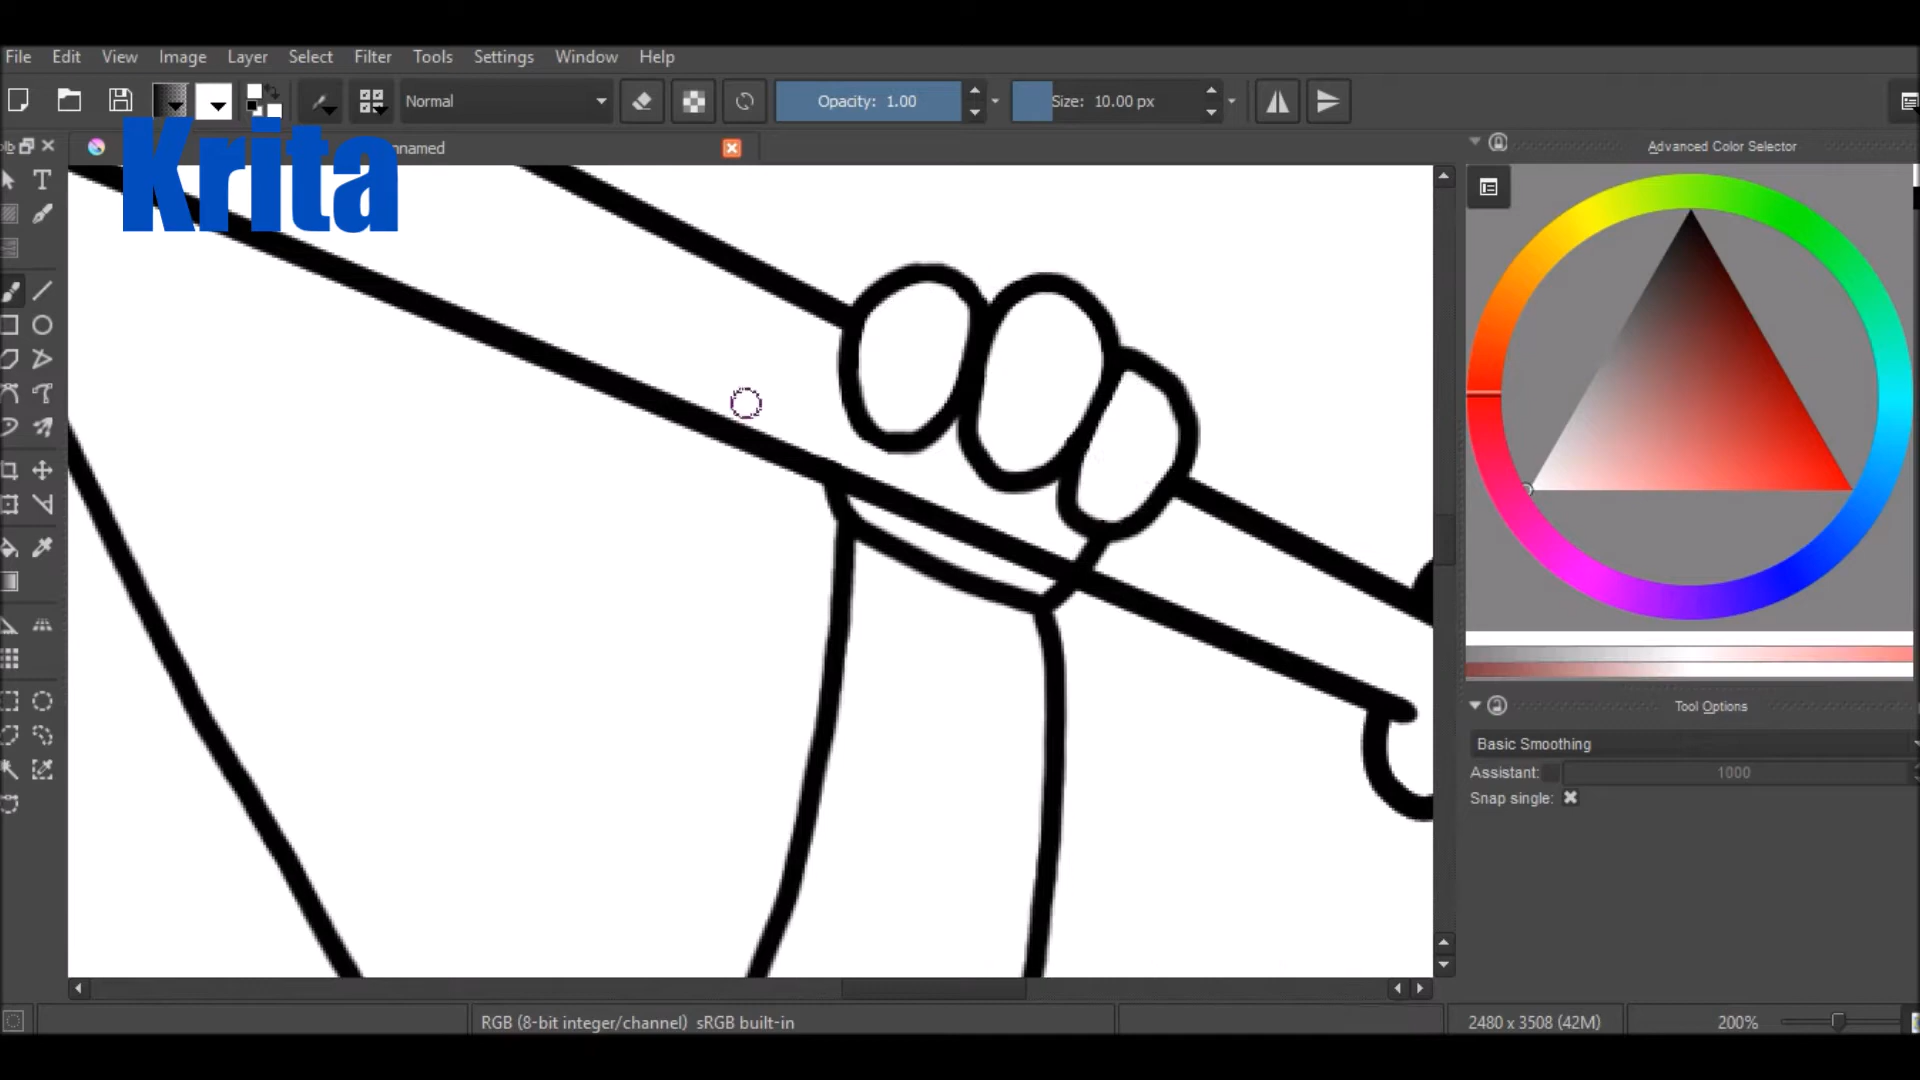 File Edit View Image Layer Select Filter Tools Settings Window Help
Normal Opacity: 1.00 Size: 10.00 px
Krita
Advanced Color Selector
Tool Options
Basic Smoothing
Assistant: 1000
Snap single:
RGB (8-bit integer/channel) sRGB built-in 2480 x 3508 (42M) 200%